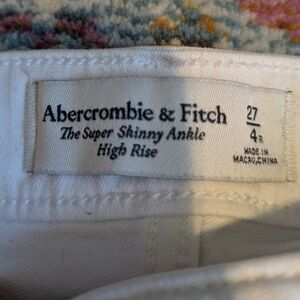 Abercrombie & Fitch
The Super Skinny Ankle
High Rise
27
4R
MADE IN
MACAU, CHINA